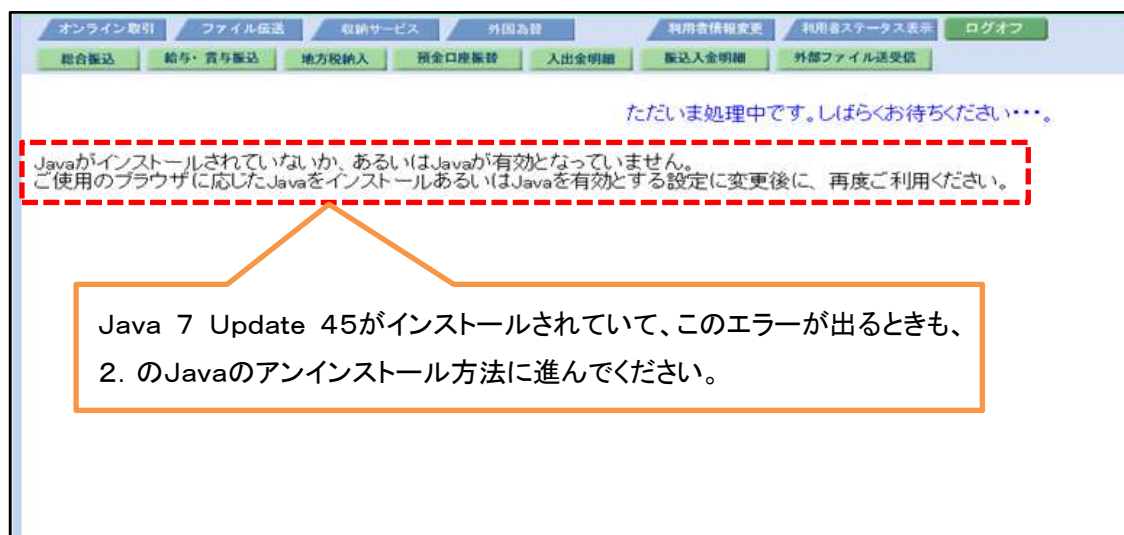 オンライン取引 ファイル伝送 収納サービス 外国為替 利用者情報変更 利用者ステータス表示 ログオフ
総合振込 給与・賞与振込 地方税納入 預金口座振替 入出金明細 振込入金明細 外部ファイル送受信
ただいま処理中です。しばらくお待ちください・・・。
Javaがインストールされていないか、あるいはJavaが有効となっていません。
ご使用のブラウザに応じたJavaをインストールあるいはJavaを有効とする設定に変更後に、再度ご利用ください。
Java 7 Update 45がインストールされていて、このエラーが出るときも、
2．のJavaのアンインストール方法に進んでください。